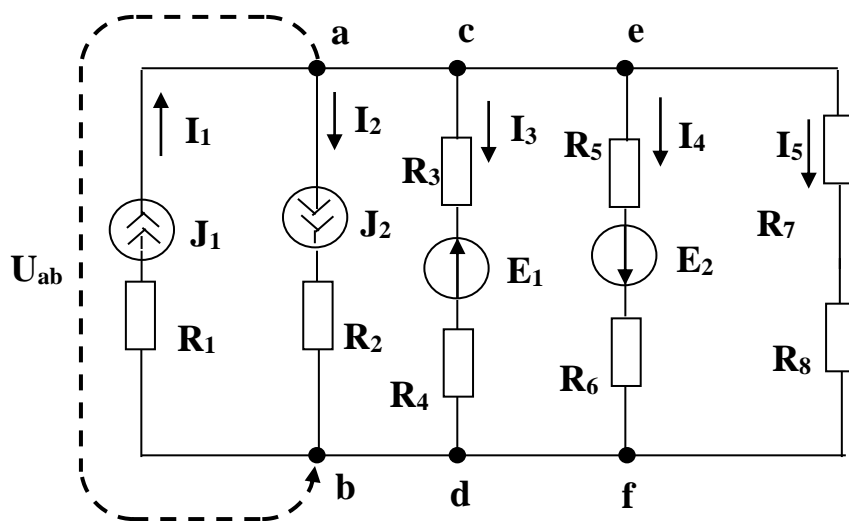 a c e
I₁ I₂ I₃ I₄ I₅
R₃ R₅
J₁ J₂ R₇
Uab E₁ E₂
R₁ R₂ R₄ R₆ R₈
b d f